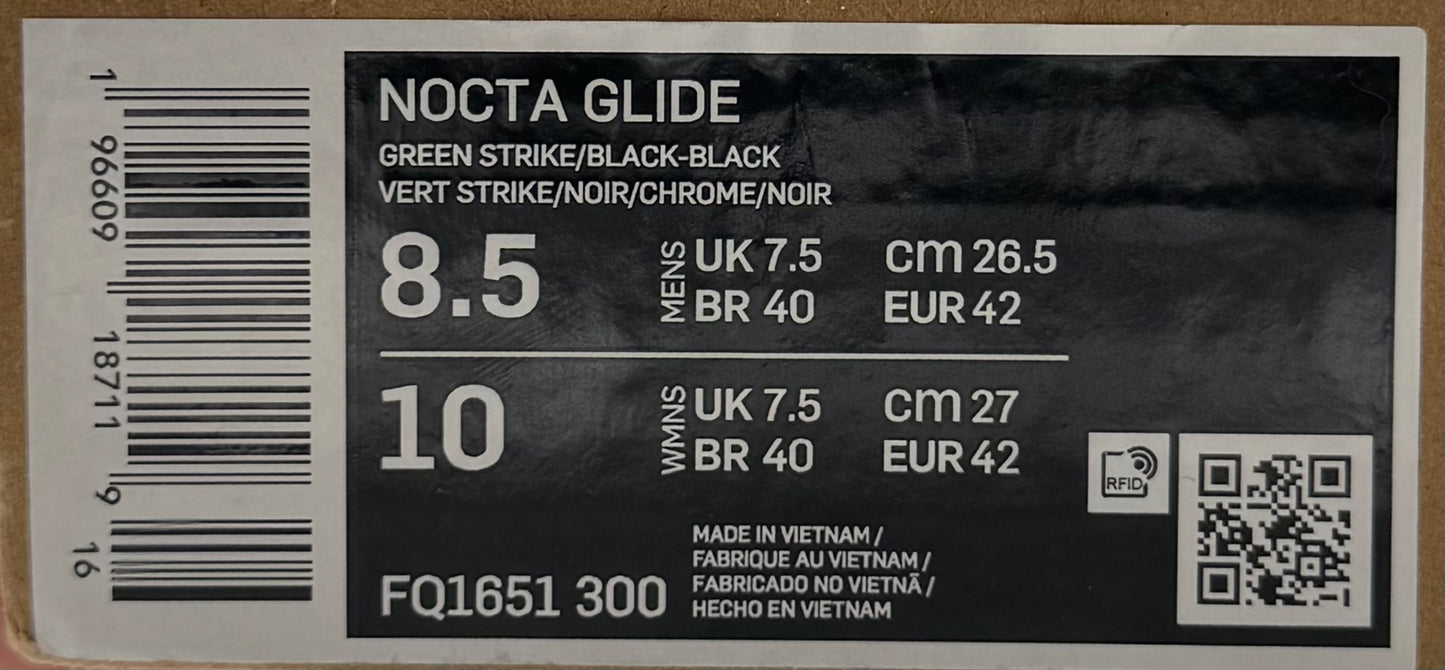 NOCTA GLIDE
GREEN STRIKE/BLACK-BLACK
VERT STRIKE/NOIR/CHROME/NOIR
8.5
MENS
UK 7.5 cm 26.5
BR 40 EUR 42
10
WMNS
UK 7.5 cm 27
BR 40 EUR 42
FQ1651 300
MADE IN VIETNAM /
FABRIQUE AU VIETNAM /
FABRICADO NO VIETNÃ /
HECHO EN VIETNAM
RFID
1 96609 18711 9 16